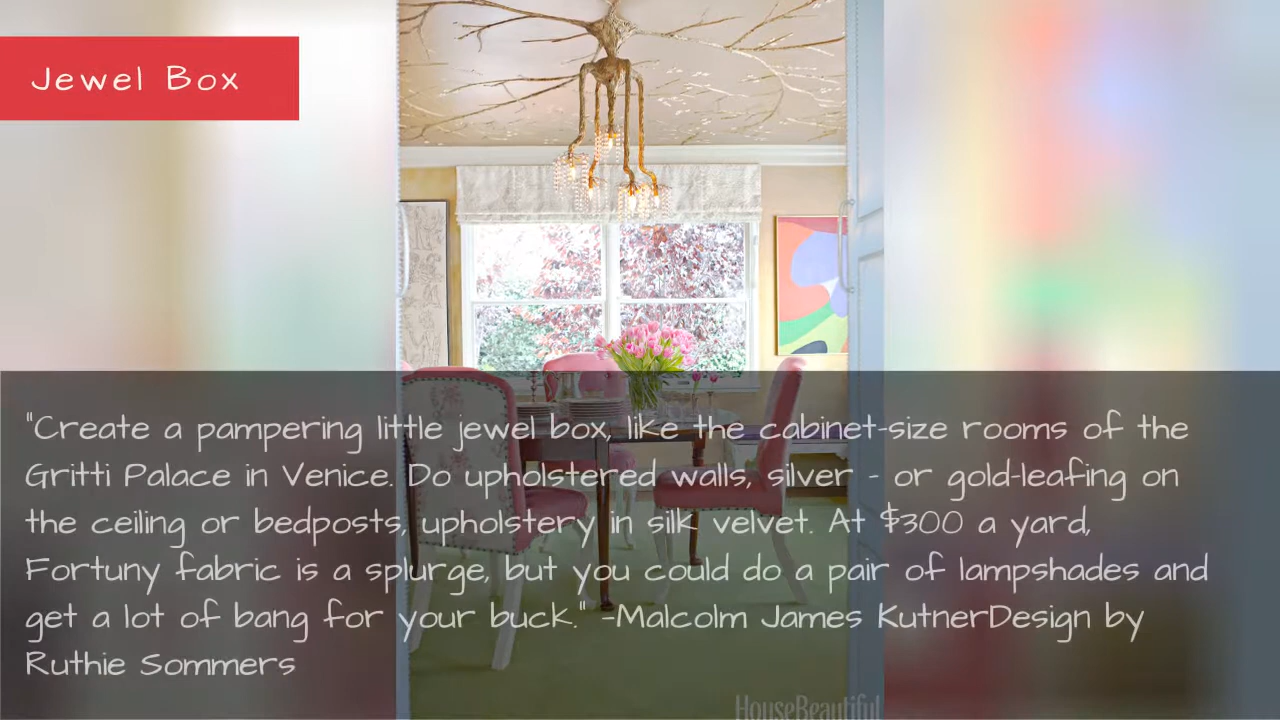 Jewel Box
"Create a pampering little jewel box, like the cabinet-size rooms of the
Gritti Palace in Venice. Do upholstered walls, silver - or gold-leafing on
the ceiling or bedposts, upholstery in silk velvet. At $300 a yard,
Fortuny fabric is a splurge, but you could do a pair of lampshades and
get a lot of bang for your buck." -Malcolm James KutnerDesign by
Ruthie Sommers
HouseBeautiful